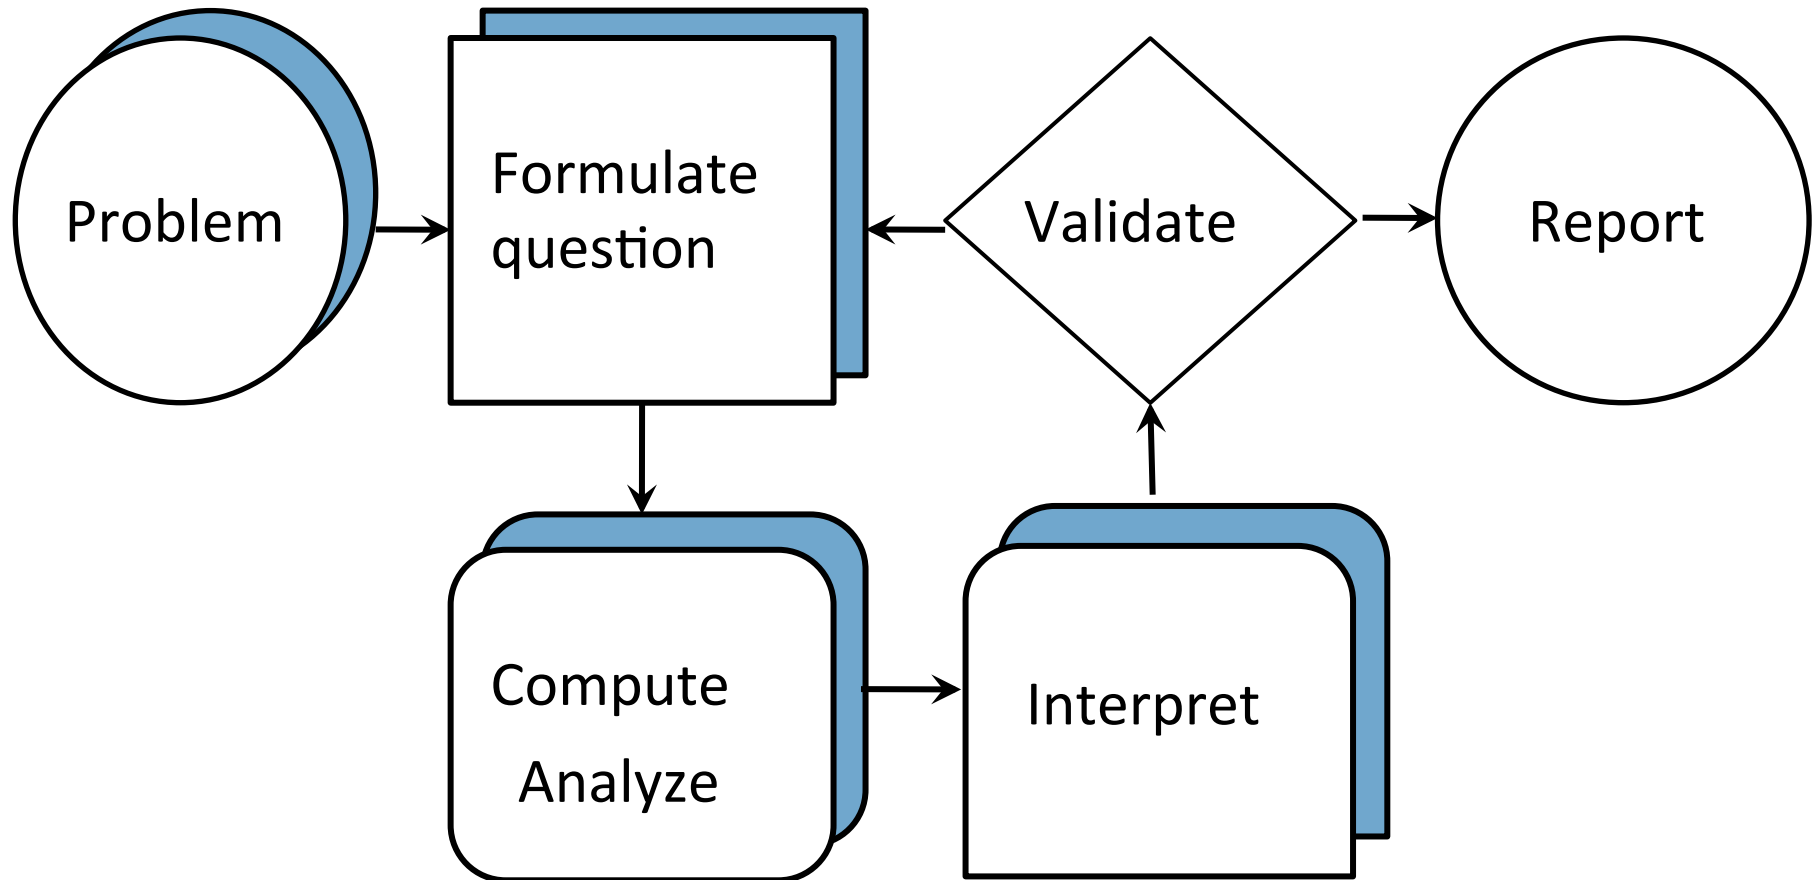 Problem
Formulate
question
Validate
Report
Compute
Analyze
Interpret